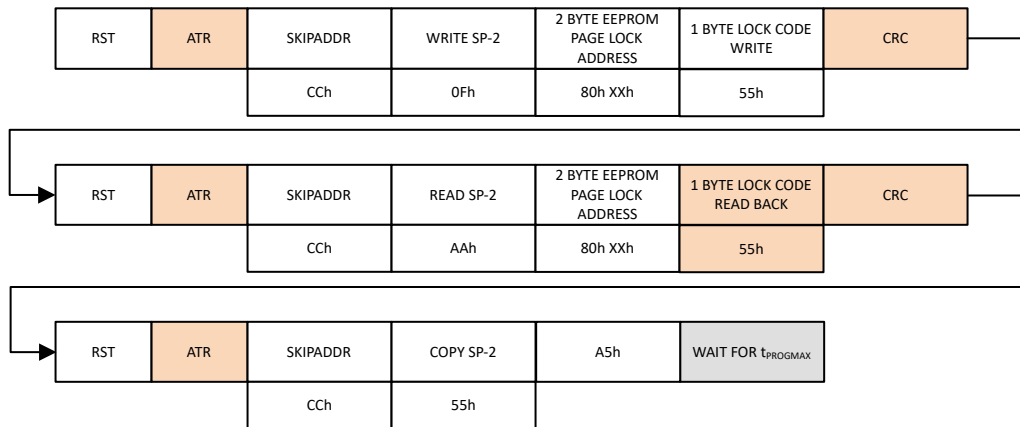 RST
ATR
SKIPADDR
WRITE SP-2
2 BYTE EEPROM
PAGE LOCK
ADDRESS
1 BYTE LOCK CODE
WRITE
CRC
CCh
0Fh
80h XXh
55h
RST
ATR
SKIPADDR
READ SP-2
2 BYTE EEPROM
PAGE LOCK
ADDRESS
1 BYTE LOCK CODE
READ BACK
CRC
CCh
AAh
80h XXh
55h
RST
ATR
SKIPADDR
COPY SP-2
A5h
WAIT FOR tPROGMAX
CCh
55h